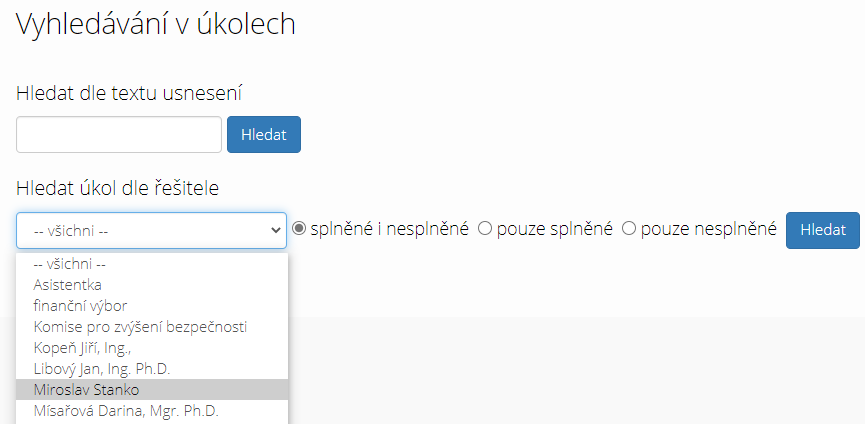 Vyhledávání v úkolech
Hledat dle textu usnesení
Hledat
Hledat úkol dle řešitele
-- všichni -- splněné i nesplněné pouze splněné pouze nesplněné Hledat
-- všichni --
Asistentka
finanční výbor
Komise pro zvýšení bezpečnosti
Kopeň Jiří, Ing.,
Libový Jan, Ing. Ph.D.
Miroslav Stanko
Mísařová Darina, Mgr. Ph.D.